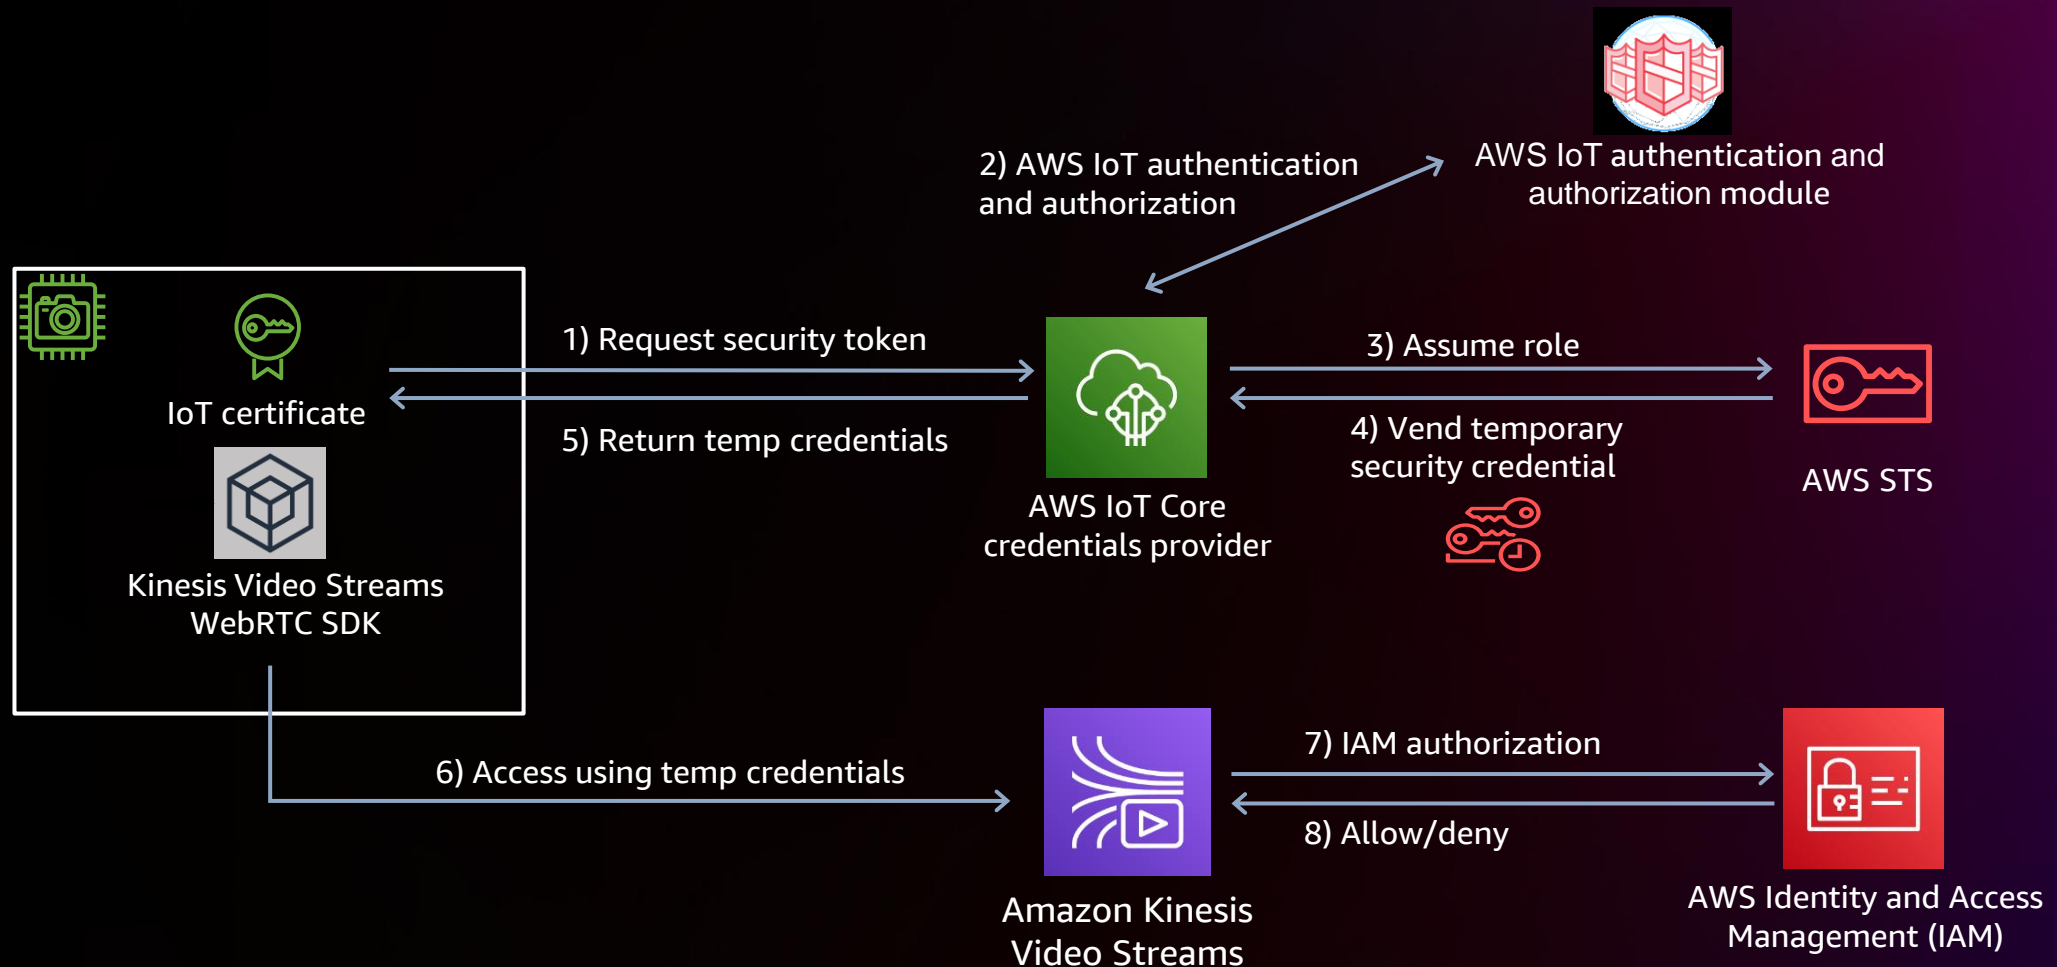 AWS IoT authentication and
authorization module
2) AWS IoT authentication
and authorization
1) Request security token
3) Assume role
IoT certificate
5) Return temp credentials
4) Vend temporary
security credential
AWS STS
AWS IoT Core
credentials provider
Kinesis Video Streams
WebRTC SDK
6) Access using temp credentials
7) IAM authorization
8) Allow/deny
Amazon Kinesis
Video Streams
AWS Identity and Access
Management (IAM)